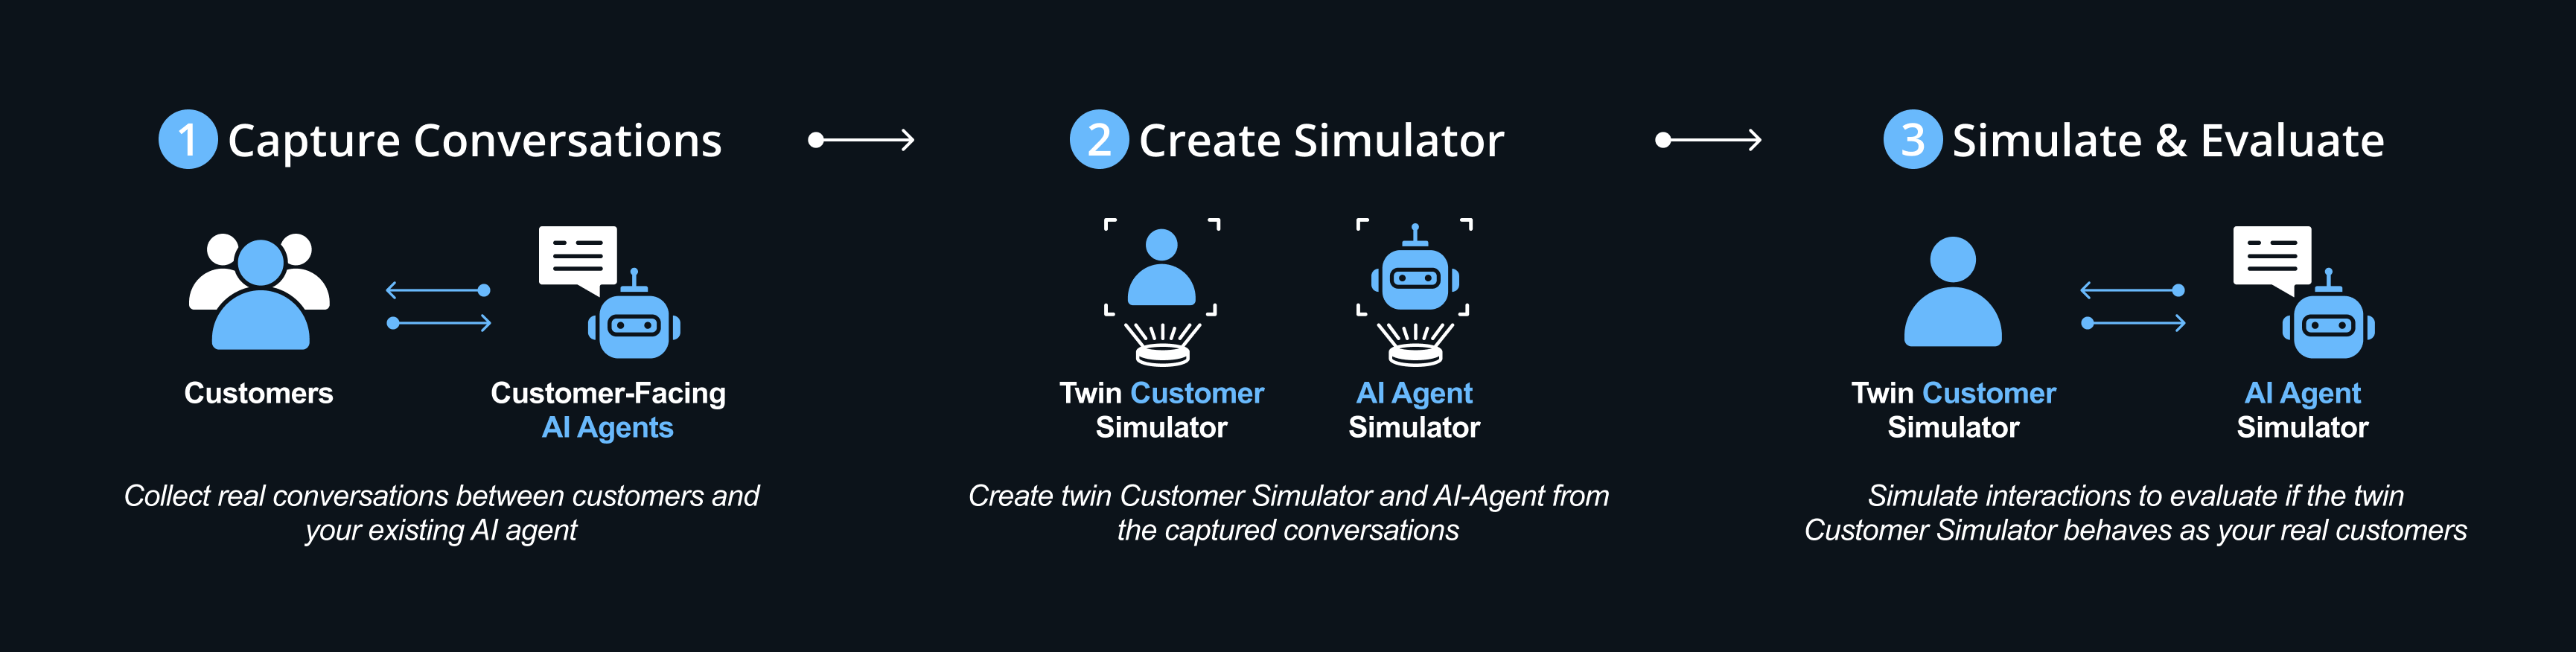 1 Capture Conversations
Customers
Customer-Facing
AI Agents
Collect real conversations between customers and
your existing AI agent
2 Create Simulator
Twin Customer
Simulator
AI Agent
Simulator
Create twin Customer Simulator and AI-Agent from
the captured conversations
3 Simulate & Evaluate
Twin Customer
Simulator
AI Agent
Simulator
Simulate interactions to evaluate if the twin
Customer Simulator behaves as your real customers